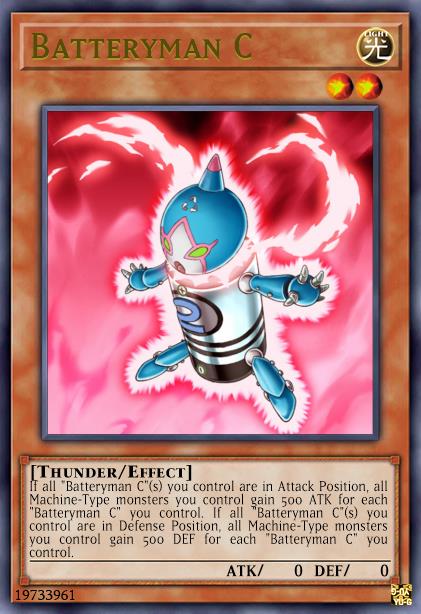 BATTERYMAN C
LIGHT
光
2
[THUNDER/EFFECT]
If all "Batteryman C"(s) you control are in Attack Position, all
Machine-Type monsters you control gain 500 ATK for each
"Batteryman C" you control. If all "Batteryman C"(s) you
control are in Defense Position, all Machine-Type monsters
you control gain 500 DEF for each "Batteryman C" you
control.
ATK/ 0 DEF/ 0
19733961